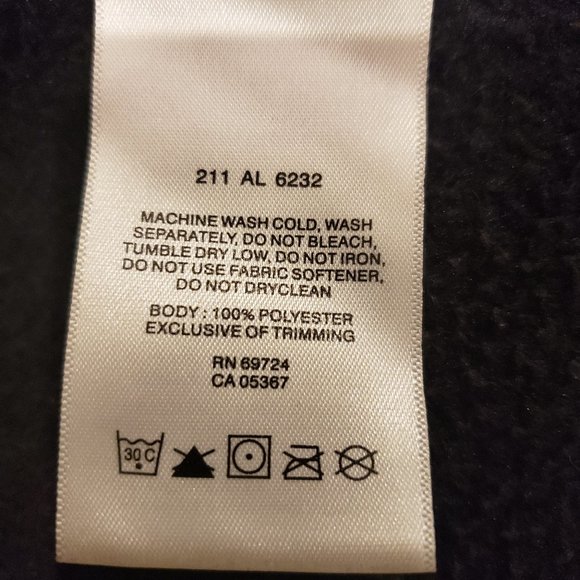 211 AL 6232
MACHINE WASH COLD, WASH
SEPARATELY, DO NOT BLEACH,
TUMBLE DRY LOW, DO NOT IRON,
DO NOT USE FABRIC SOFTENER,
DO NOT DRYCLEAN
BODY : 100% POLYESTER
EXCLUSIVE OF TRIMMING
RN 69724
CA 05367
30 C